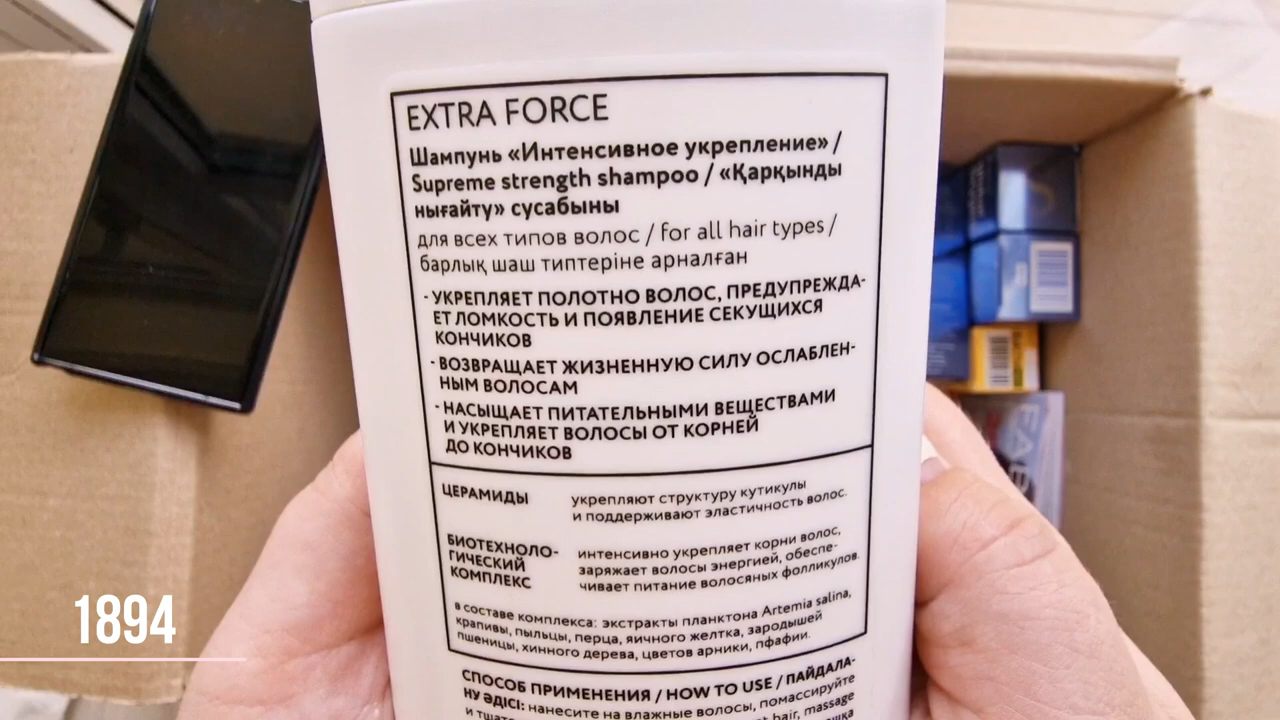 EXTRA FORCE
Шампунь «Интенсивное укрепление» /
Supreme strength shampoo / «Қарқынды
нығайту» сусабыны
для всех типов волос / for all hair types /
барлық шаш типтеріне арналған
- УКРЕПЛЯЕТ ПОЛОТНО ВОЛОС, ПРЕДУПРЕЖДА-
ЕТ ЛОМКОСТЬ И ПОЯВЛЕНИЕ СЕКУЩИХСЯ
КОНЧИКОВ
- ВОЗВРАЩАЕТ ЖИЗНЕННУЮ СИЛУ ОСЛАБЛЕН-
НЫМ ВОЛОСАМ
- НАСЫЩАЕТ ПИТАТЕЛЬНЫМИ ВЕЩЕСТВАМИ
И УКРЕПЛЯЕТ ВОЛОСЫ ОТ КОРНЕЙ
ДО КОНЧИКОВ
ЦЕРАМИДЫ
укрепляют структуру кутикулы
и поддерживают эластичность волос.
БИОТЕХНОЛО-
ГИЧЕСКИЙ
КОМПЛЕКС
интенсивно укрепляет корни волос,
заряжает волосы энергией, обеспе-
чивает питание волосяных фолликулов.
в составе комплекса: экстракты планктона Artemia salina,
крапивы, пыльцы, перца, яичного желтка, зародышей
пшеницы, хинного дерева, цветов арники, пфафии.
СПОСОБ ПРИМЕНЕНИЯ / HOW TO USE / ПАЙДАЛА-
НУ ӘДІСІ: нанесите на влажные волосы, помассируйте
hair, massage
1894